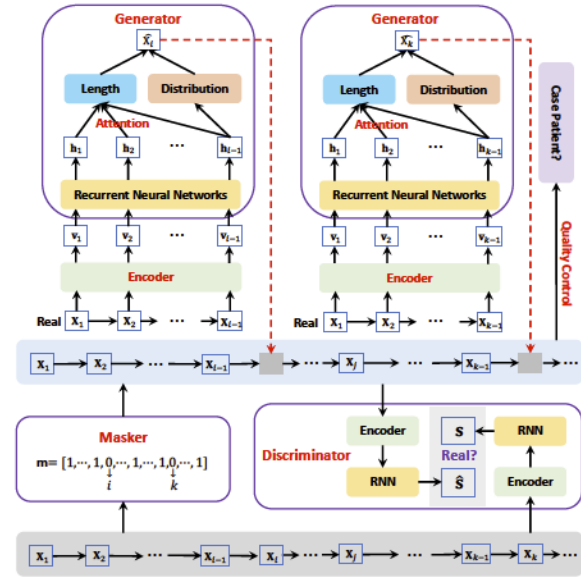 Generator Generator
x̂ᵢ x̂ₖ
Length Distribution Length Distribution
Attention Attention
h₁ h₂ ··· hᵢ₋₁ h₁ h₂ ··· hₖ₋₁
Case Patient?
Recurrent Neural Networks Recurrent Neural Networks
v₁ v₂ ··· vᵢ₋₁ v₁ v₂ ··· vₖ₋₁
Quality Control
Encoder Encoder
Real x₁ x₂ ··· xᵢ₋₁ Real x₁ x₂ ··· xₖ₋₁
x₁ x₂ ··· xᵢ₋₁ ··· xⱼ ··· xₖ₋₁ ···
Masker
m= [1,···, 1, 0,···, 1, ···, 1, 0, ···, 1]
i k
Encoder S RNN
Discriminator Real?
RNN ŝ Encoder
x₁ x₂ ··· xᵢ₋₁ xᵢ ··· xⱼ ··· xₖ₋₁ xₖ ···